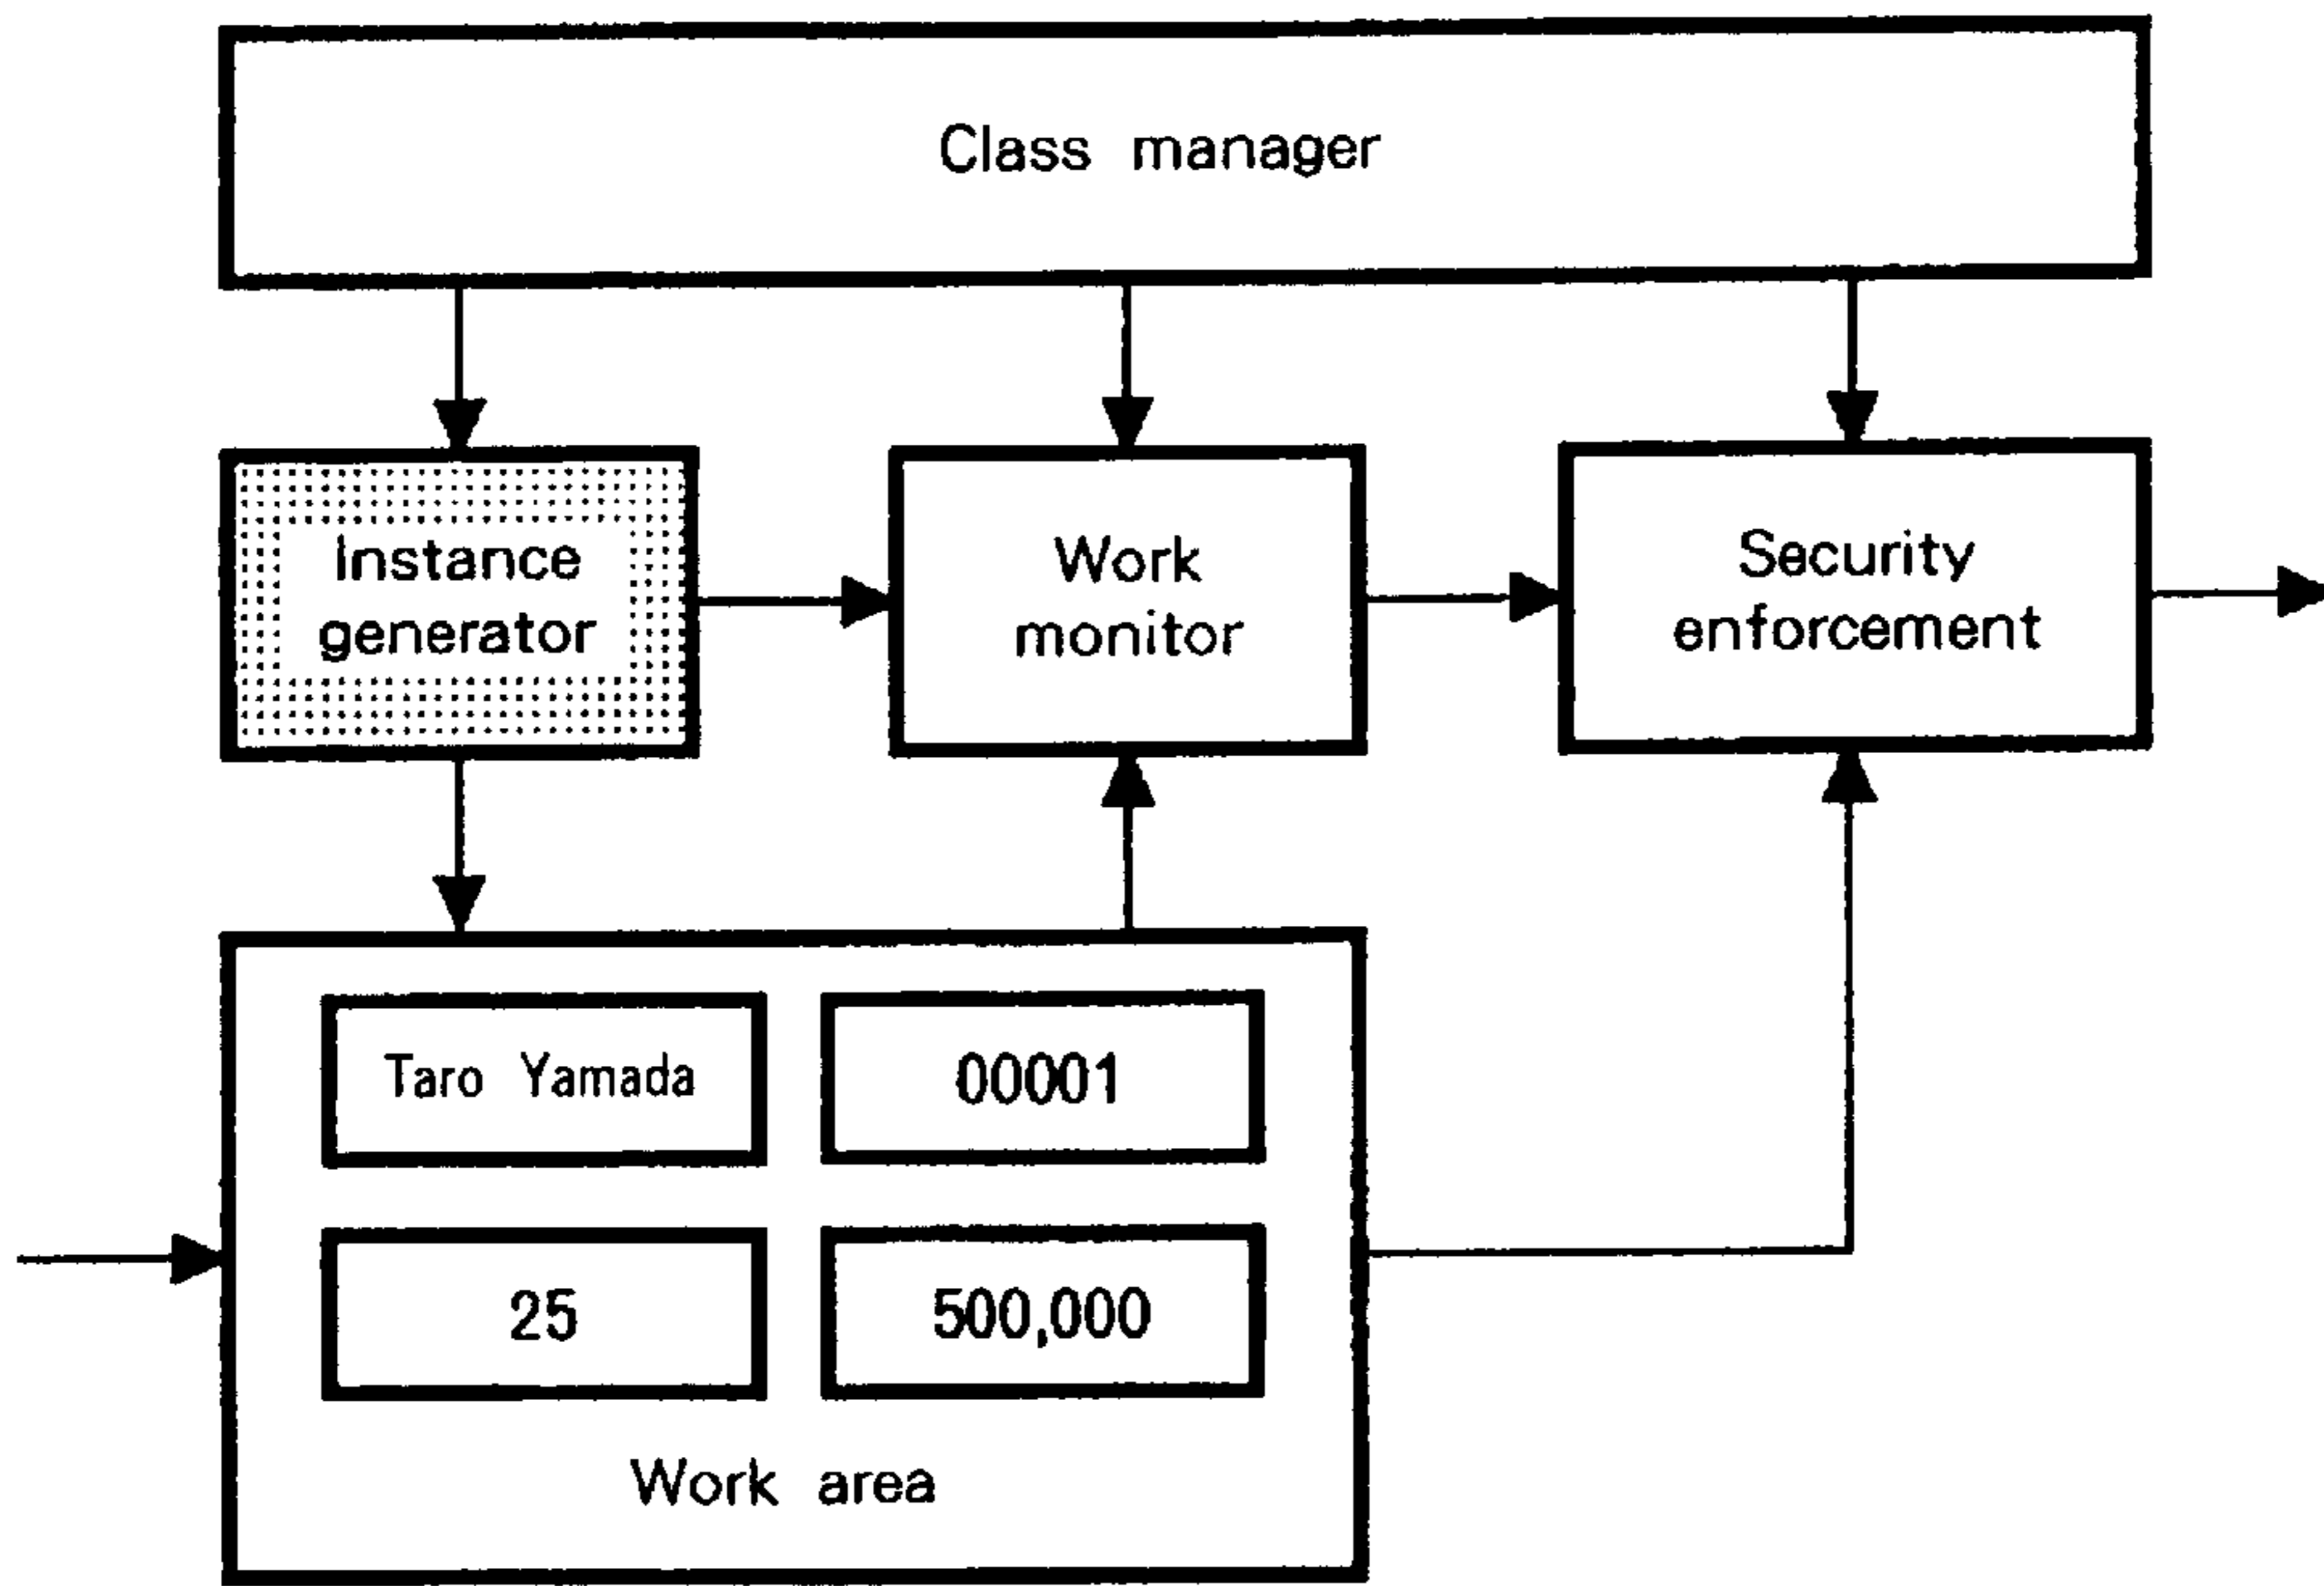 Class manager
Instance
generator
Work
monitor
Security
enforcement
Taro Yamada
00001
25
500,000
Work area